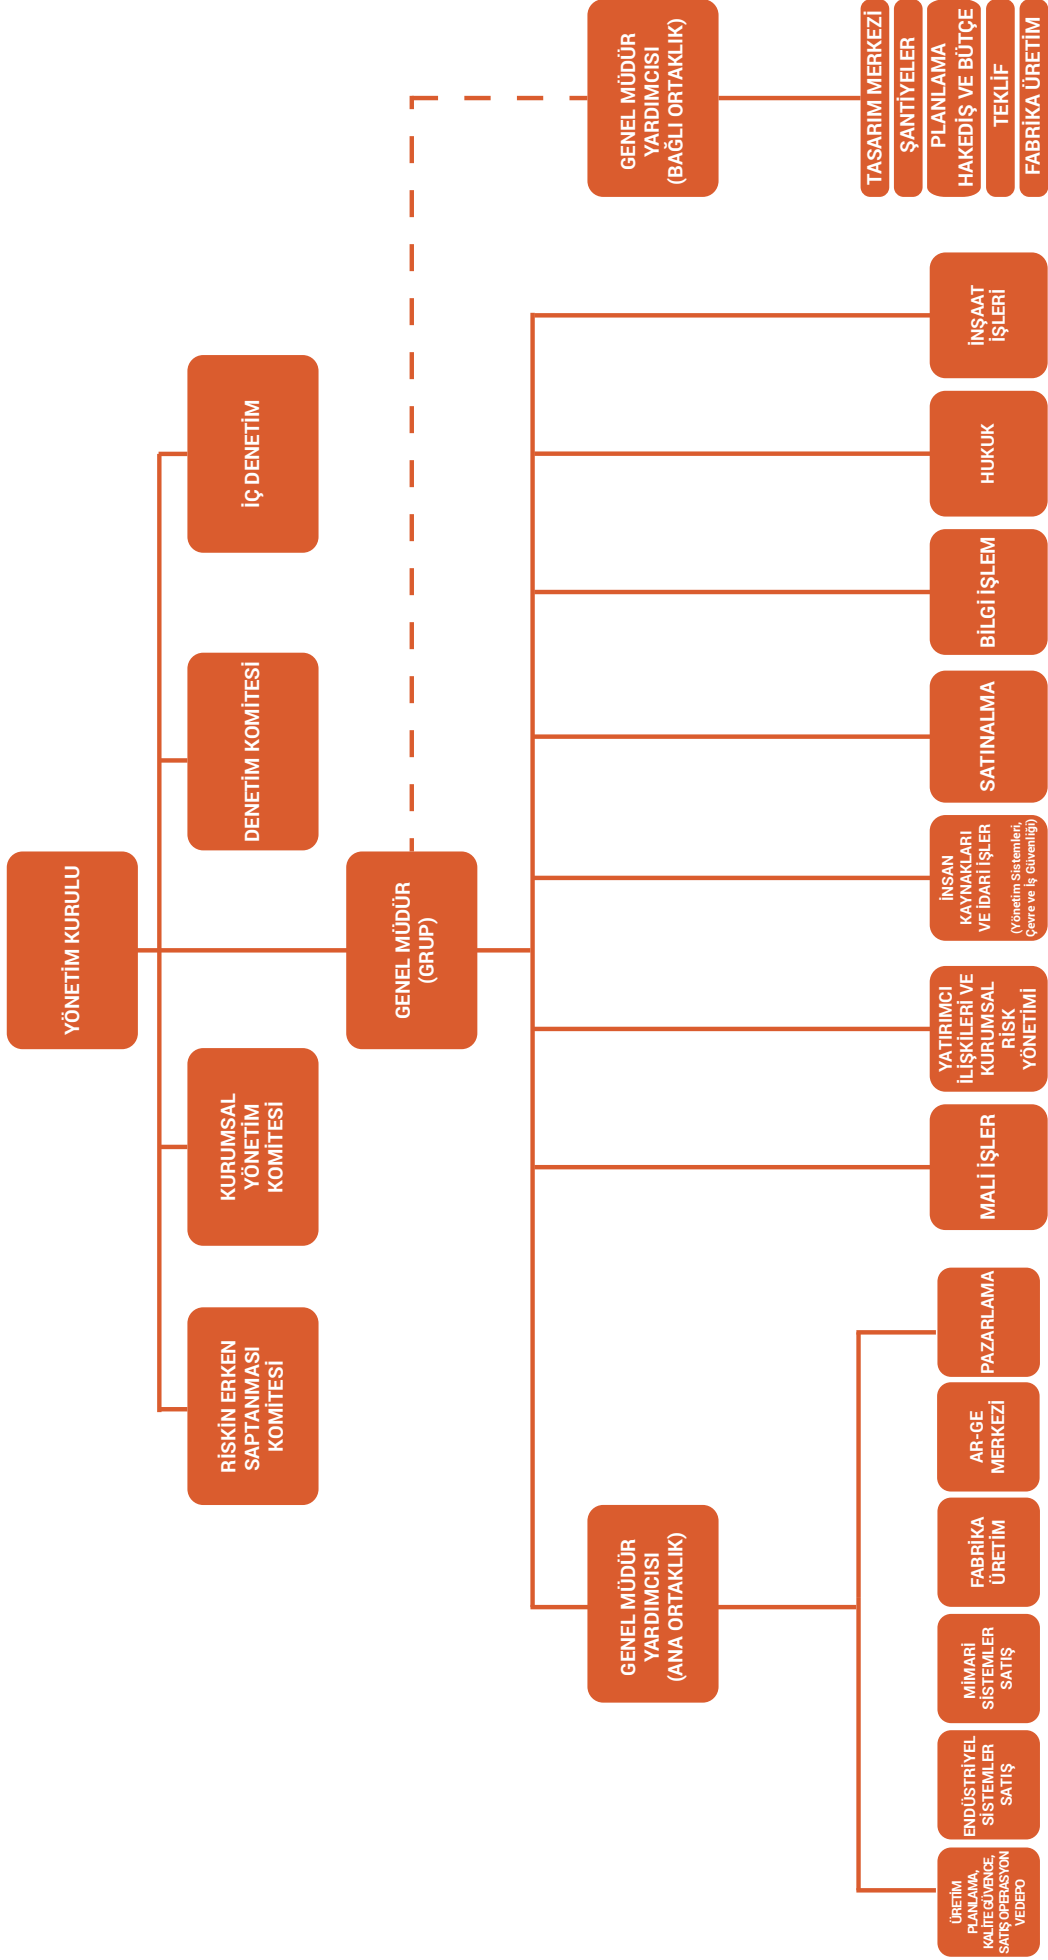 YÖNETİM KURULU
RİSKİN ERKEN
SAPTANMASI
KOMİTESİ
KURUMSAL
YÖNETİM
KOMİTESİ
DENETİM KOMİTESİ
İÇ DENETİM
GENEL MÜDÜR
(GRUP)
GENEL MÜDÜR
YARDIMCISI
(ANA ORTAKLIK)
GENEL MÜDÜR
YARDIMCISI
(BAĞLI ORTAKLIK)
ÜRETİM
PLANLAMA,
KALİTE GÜVENCE,
SATIŞ OPERASYON
VE DEPO
ENDÜSTRİYEL
SİSTEMLER
SATIŞ
MİMARİ
SİSTEMLER
SATIŞ
FABRİKA
ÜRETİM
AR-GE
MERKEZİ
PAZARLAMA
MALİ İŞLER
YATIRIMCI
İLİŞKİLERİ VE
KURUMSAL
RİSK
YÖNETİMİ
İNSAN
KAYNAKLARI
VE İDARİ İŞLER
(Yönetim Sistemleri,
Çevre ve İş Güvenliği)
SATINALMA
BİLGİ İŞLEM
HUKUK
İNŞAAT
İŞLERİ
TASARIM MERKEZİ
ŞANTİYELER
PLANLAMA
HAKEDİŞ VE BÜTÇE
TEKLİF
FABRİKA ÜRETİM